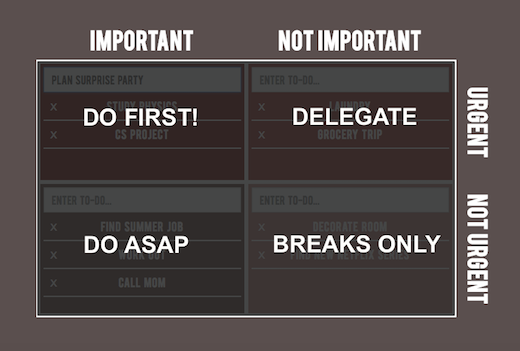 IMPORTANT
NOT IMPORTANT
PLAN SURPRISE PARTY
ENTER TO-DO...
X STUDY PHYSICS
X LAUNDRY
DO FIRST!
DELEGATE
X CS PROJECT
X GROCERY TRIP
URGENT
ENTER TO-DO...
ENTER TO-DO...
X FIND SUMMER JOB
X DECORATE ROOM
DO ASAP
BREAKS ONLY
X WORK OUT
X FIND NEW NETFLIX SERIES
X CALL MOM
NOT URGENT